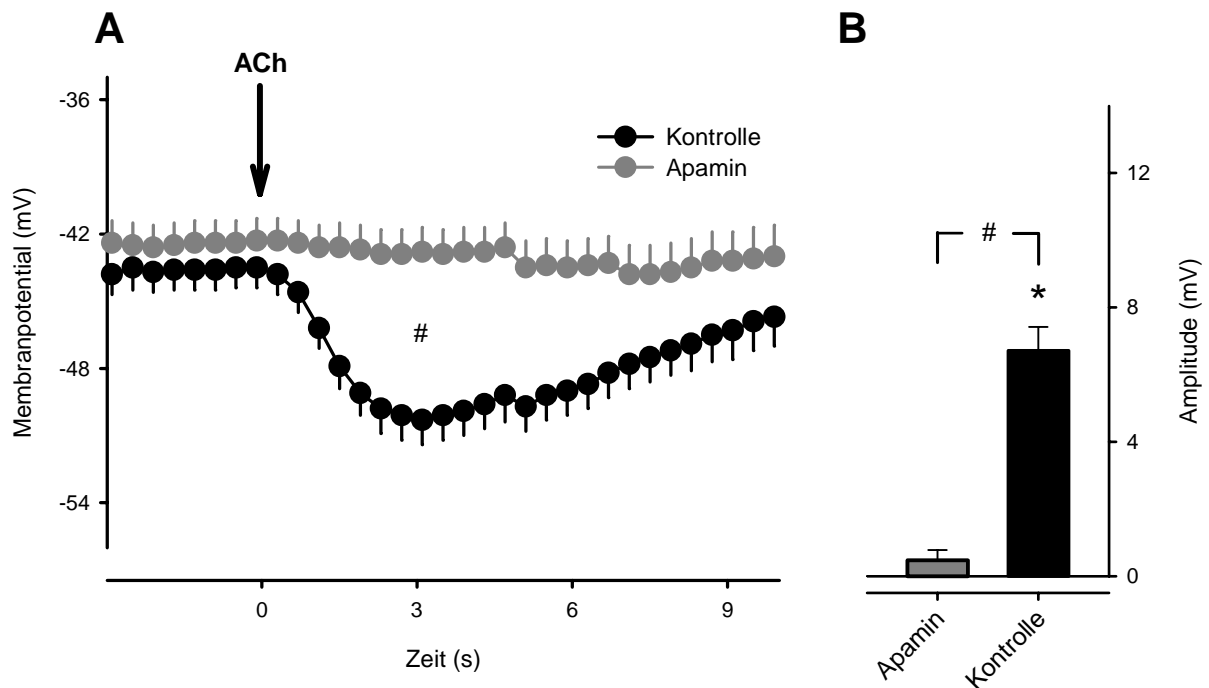 A
B
ACh
Kontrolle
Apamin
-36
-42
-48
-54
Membranpotential (mV)
#
0
3
6
9
Zeit (s)
#
*
12
8
4
0
Amplitude (mV)
Apamin
Kontrolle